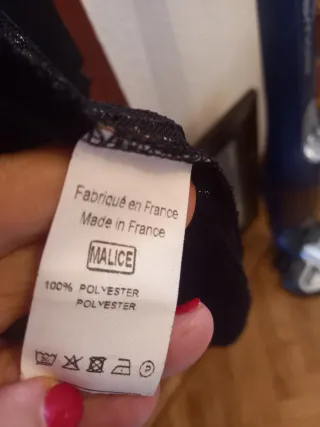 Fabriqué en France
Made in France
MALICE
100% POLYESTER
POLYESTER
P